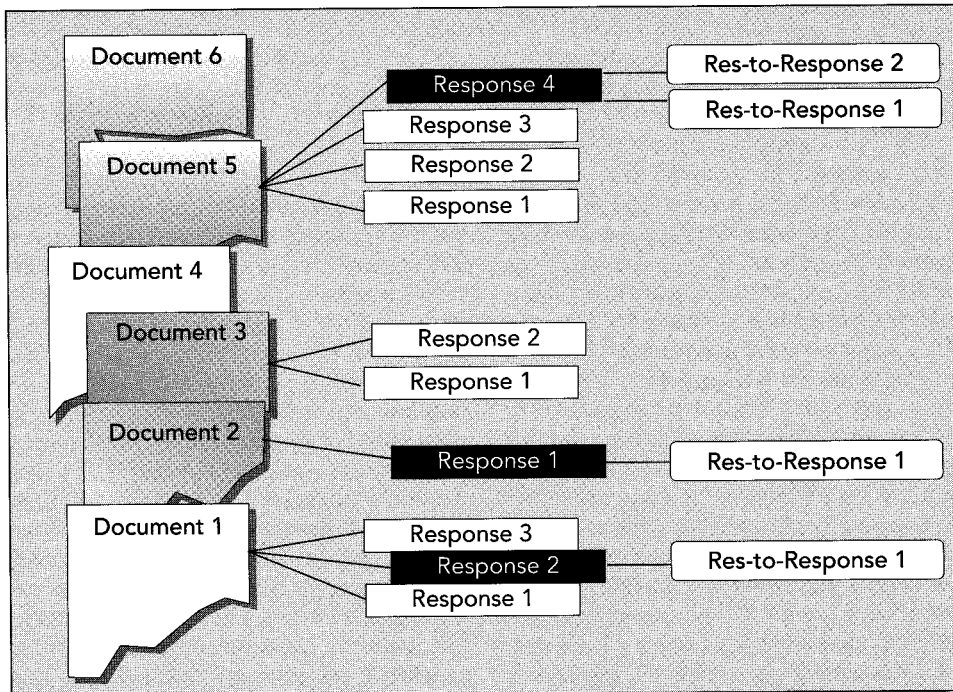 Document 6
Response 4
Res-to-Response 2
Res-to-Response 1
Response 3
Document 5
Response 2
Response 1
Document 4
Document 3
Response 2
Response 1
Document 2
Response 1
Res-to-Response 1
Document 1
Response 3
Response 2
Res-to-Response 1
Response 1